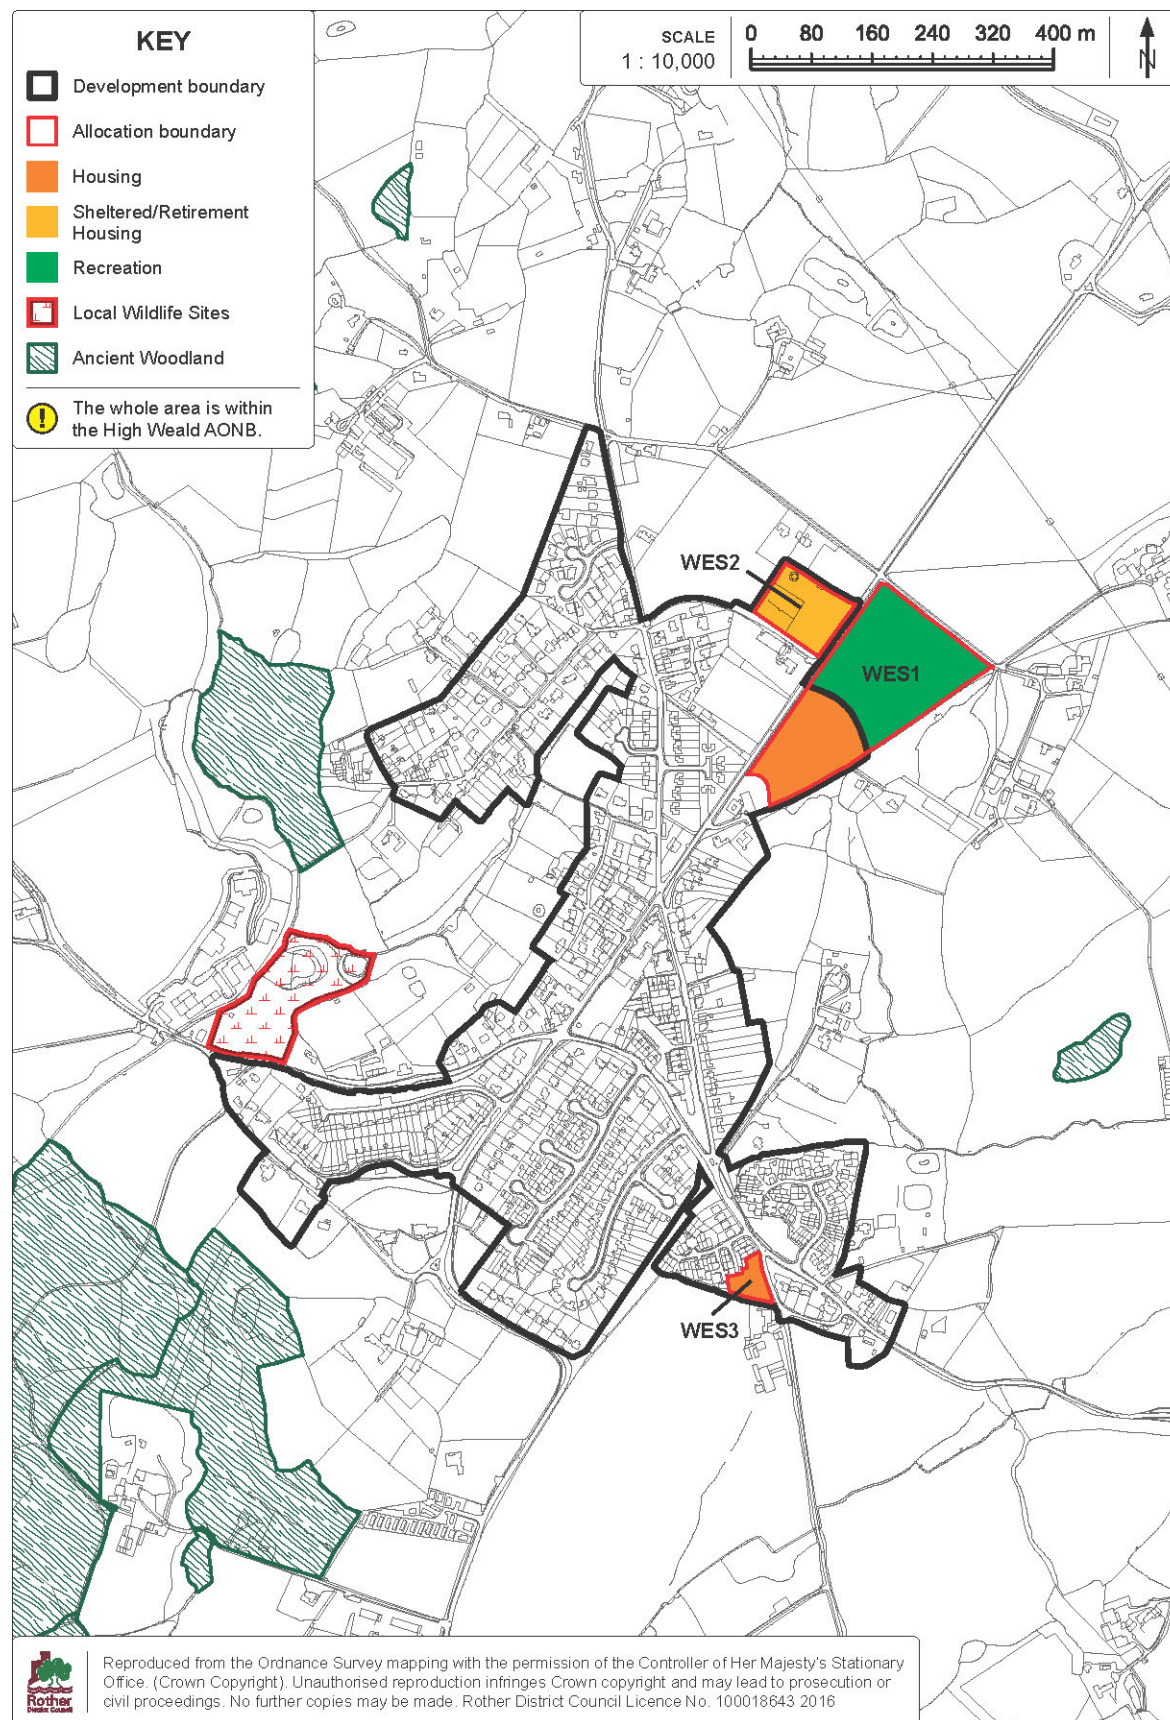 KEY
Development boundary
Allocation boundary
Housing
Sheltered/Retirement
Housing
Recreation
Local Wildlife Sites
Ancient Woodland
!
The whole area is within
the High Weald AONB.
SCALE
1 : 10,000
0 80 160 240 320 400 m
N
WES2
WES1
WES3
Rother
District Council
Reproduced from the Ordnance Survey mapping with the permission of the Controller of Her Majesty's Stationary
Office. (Crown Copyright). Unauthorised reproduction infringes Crown copyright and may lead to prosecution or
civil proceedings. No further copies may be made. Rother District Council Licence No. 100018643 2016